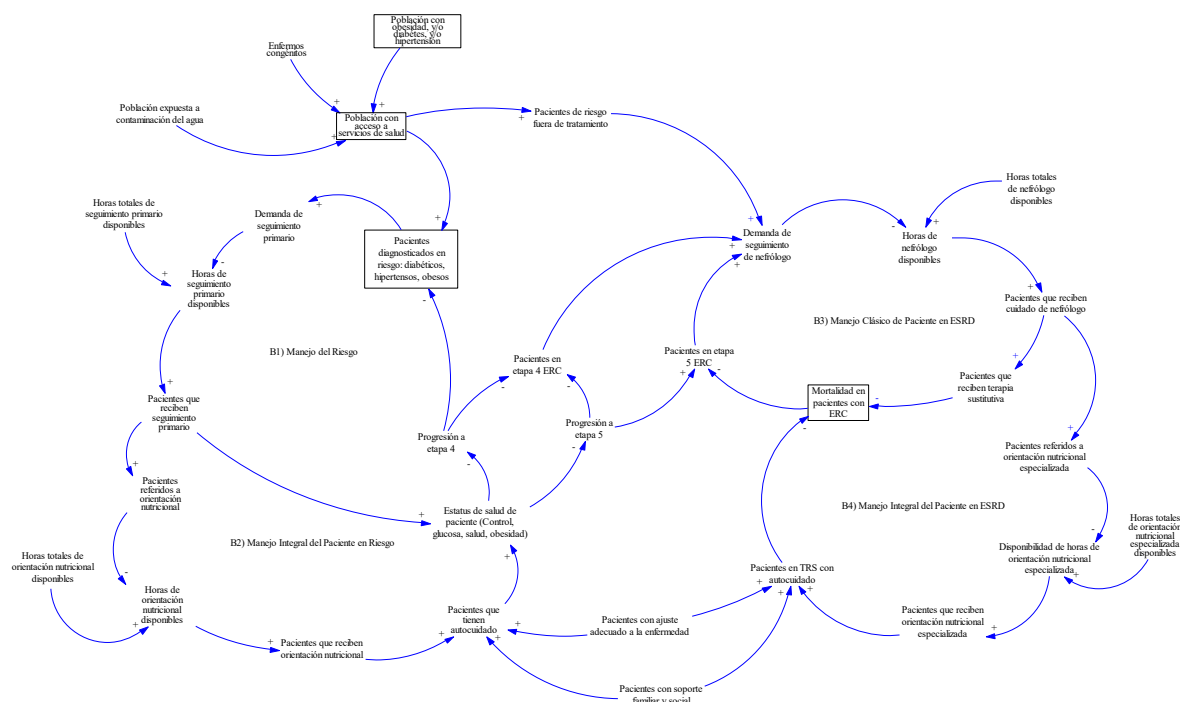 Población con
obesidad, y/o
diabetes, y/o
hipertensión
Enfermos
congénitos
Población expuesta a
contaminación del agua
Población con
acceso a
servicios de salud
Pacientes de riesgo
fuera de tratamiento
Horas totales
de nefrólogo
disponibles
Horas totales de
seguimiento primario
disponibles
Demanda de
seguimiento
primario
Pacientes
diagnosticados en
riesgo: diabéticos,
hipertensos, obesos
Demanda de
seguimiento
de nefrólogo
Horas de
nefrólogo
disponibles
Horas de
seguimiento
primario
disponibles
Pacientes que reciben
cuidado de nefrólogo
B1) Manejo del Riesgo
B3) Manejo Clásico de Paciente en ESRD
Pacientes en
etapa 4 ERC
Pacientes en etapa
5 ERC
Pacientes que
reciben terapia
sustitutiva
Mortalidad en
pacientes con
ERC
Pacientes que
reciben
seguimiento
primario
Progresión a
etapa 4
Progresión a
etapa 5
Pacientes referidos a
orientación nutricional
especializada
Pacientes
referidos a
orientación
nutricional
Estatus de salud de
paciente (Control,
glucosa, salud, obesidad)
B4) Manejo Integral del Paciente en ESRD
B2) Manejo Integral del Paciente en Riesgo
Horas totales
de orientación
nutricional
especializada
disponibles
Horas totales de
orientación nutricional
disponibles
Disponibilidad de horas de
orientación nutricional
especializada
Pacientes en TRS con
autocuidado
Horas de
orientación
nutricional
disponibles
Pacientes que
tienen
autocuidado
Pacientes con ajuste
adecuado a la enfermedad
Pacientes que reciben
orientación nutricional
especializada
Pacientes que reciben
orientación nutricional
Pacientes con soporte
familiar y social